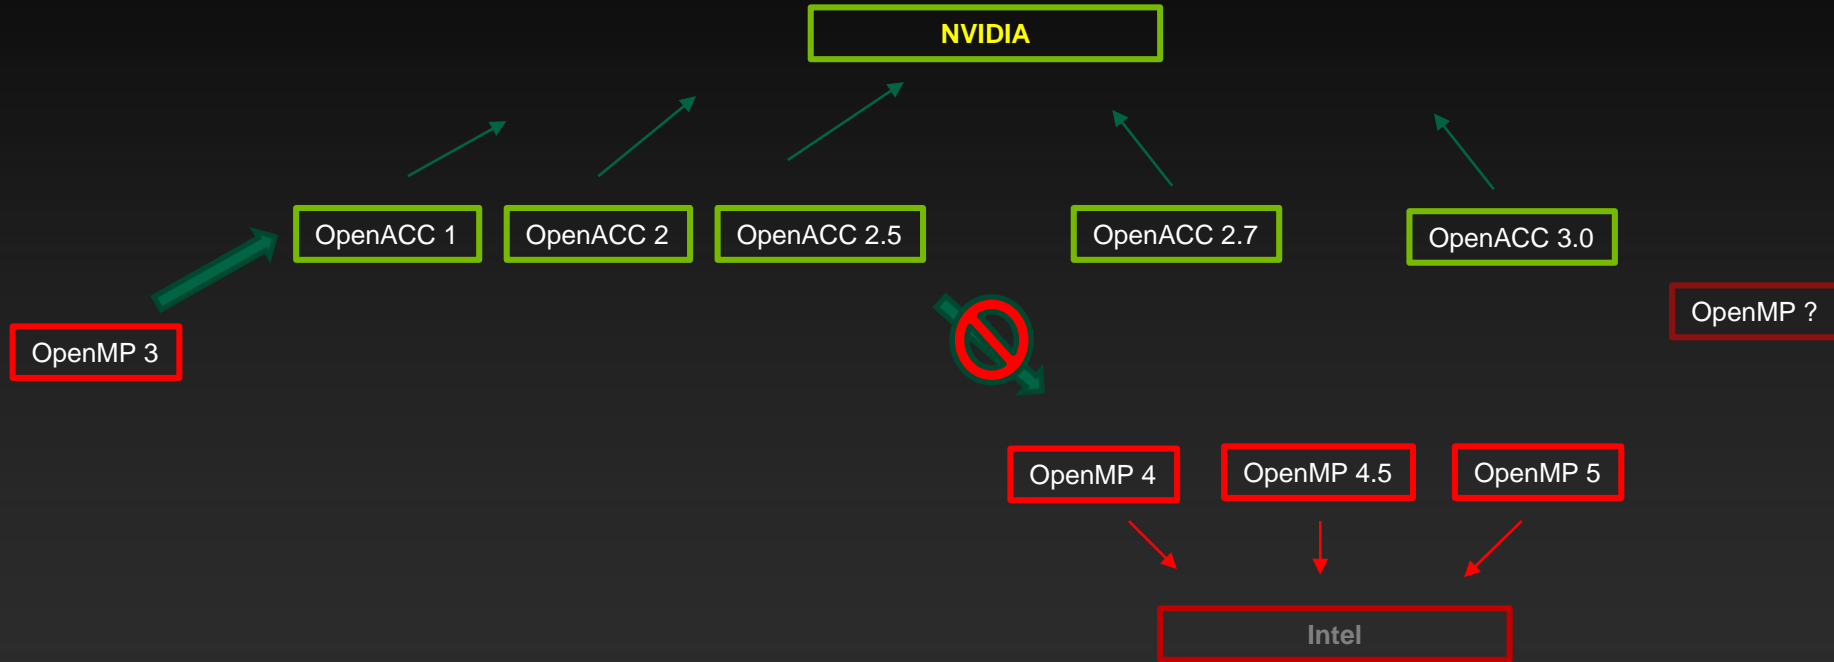 NVIDIA
OpenACC 1
OpenACC 2
OpenACC 2.5
OpenACC 2.7
OpenACC 3.0
OpenMP ?
OpenMP 3
OpenMP 4
OpenMP 4.5
OpenMP 5
Intel